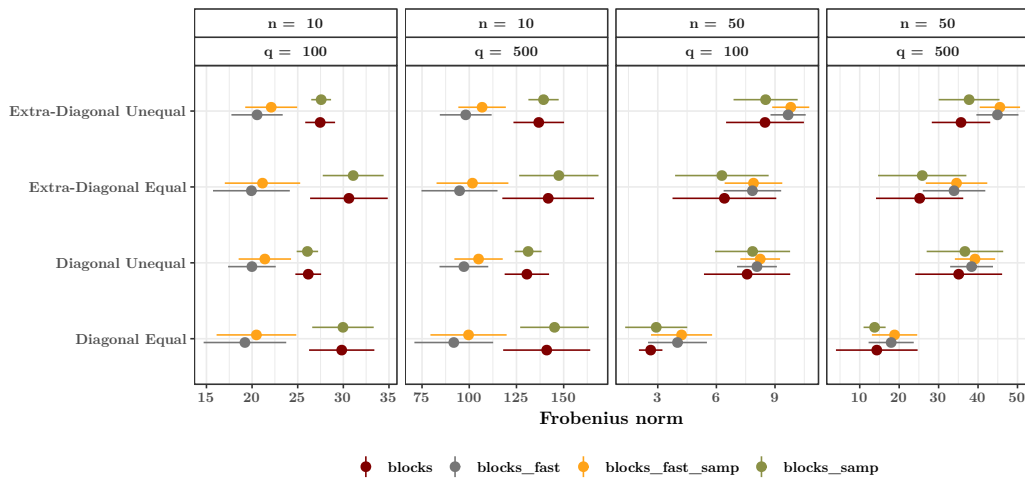 n = 10 n = 10 n = 50 n = 50
q = 100 q = 500 q = 100 q = 500
Extra-Diagonal Unequal
Extra-Diagonal Equal
Diagonal Unequal
Diagonal Equal
15 20 25 30 35 75 100 125 150 3 6 9 10 20 30 40 50
Frobenius norm
blocks blocks_fast blocks_fast_samp blocks_samp